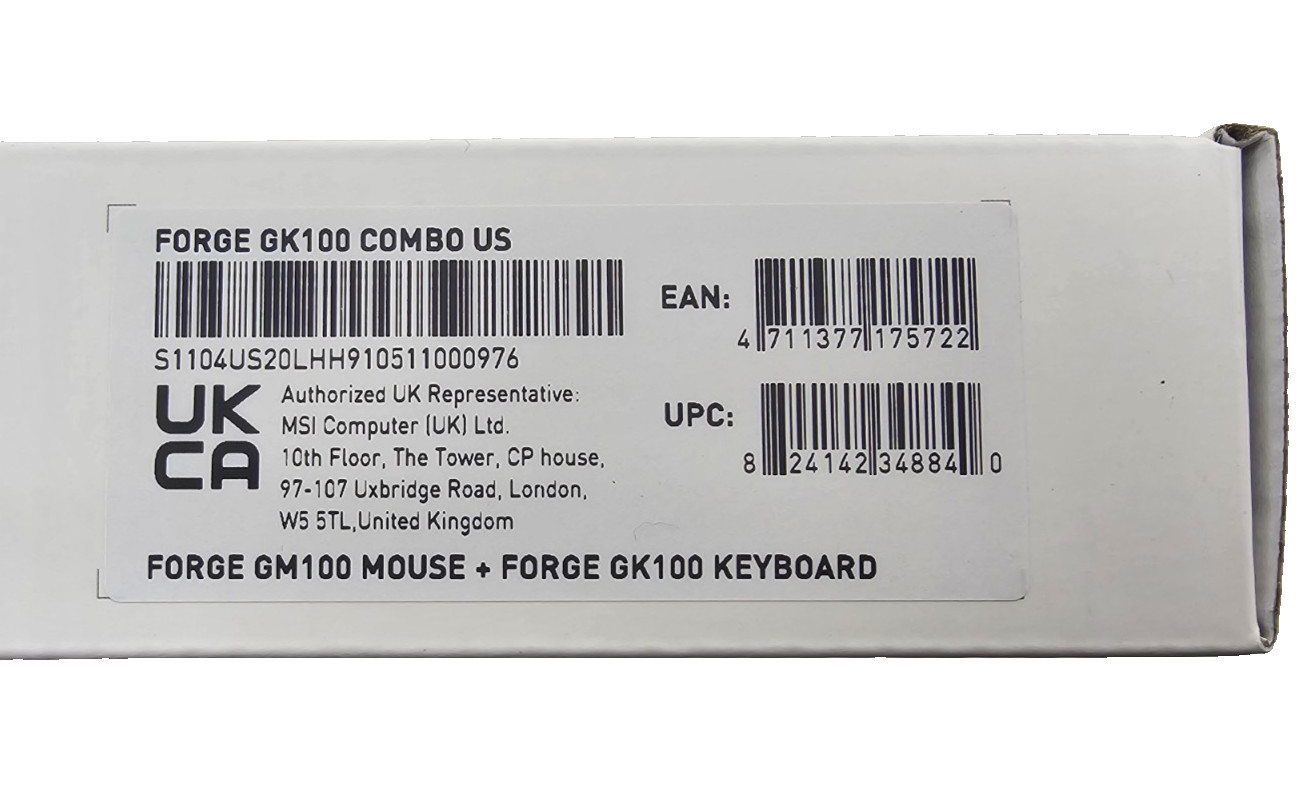 FORGE GK100 COMBO US
S1104US20LHH910511000976
EAN:
4 711377 175722
UPC:
8 24142 34884 0
UK
CA
Authorized UK Representative:
MSI Computer (UK) Ltd.
10th Floor, The Tower, CP house,
97-107 Uxbridge Road, London,
W5 5TL,United Kingdom
FORGE GM100 MOUSE + FORGE GK100 KEYBOARD